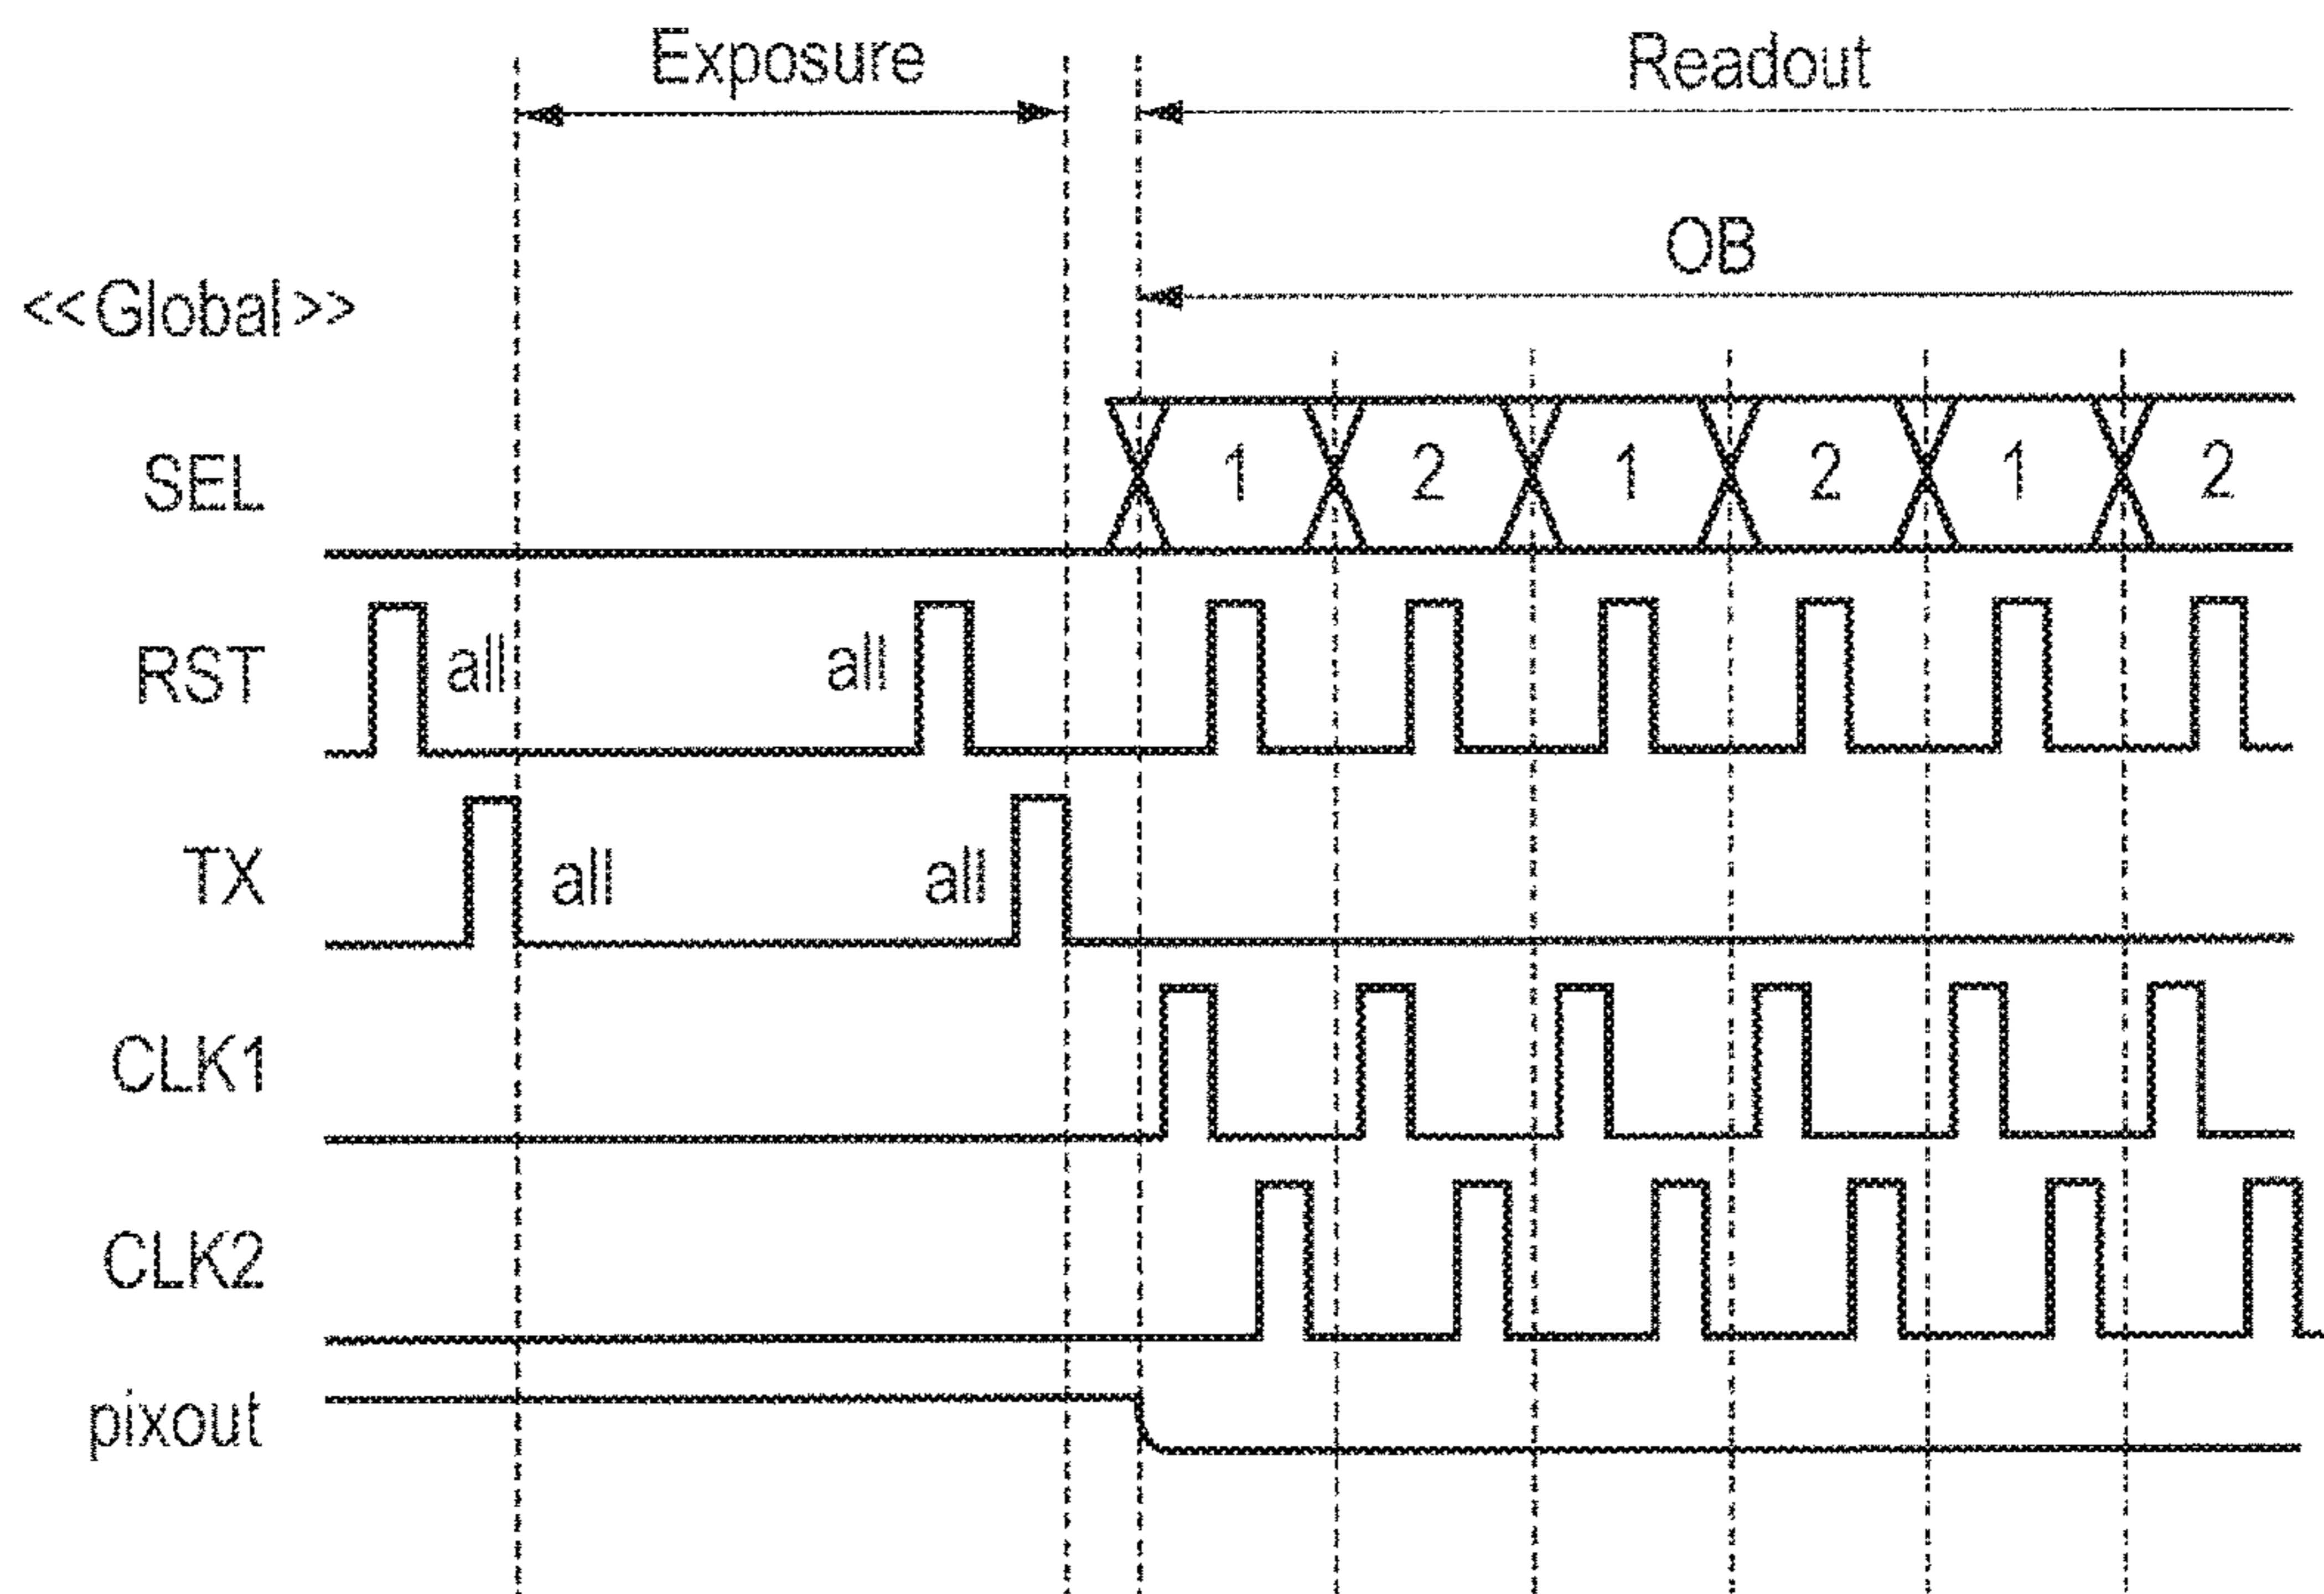 Exposure Readout
OB
<<Global>>
SEL 1 2 1 2 1 2
RST all all
TX all all
CLK1
CLK2
pixout